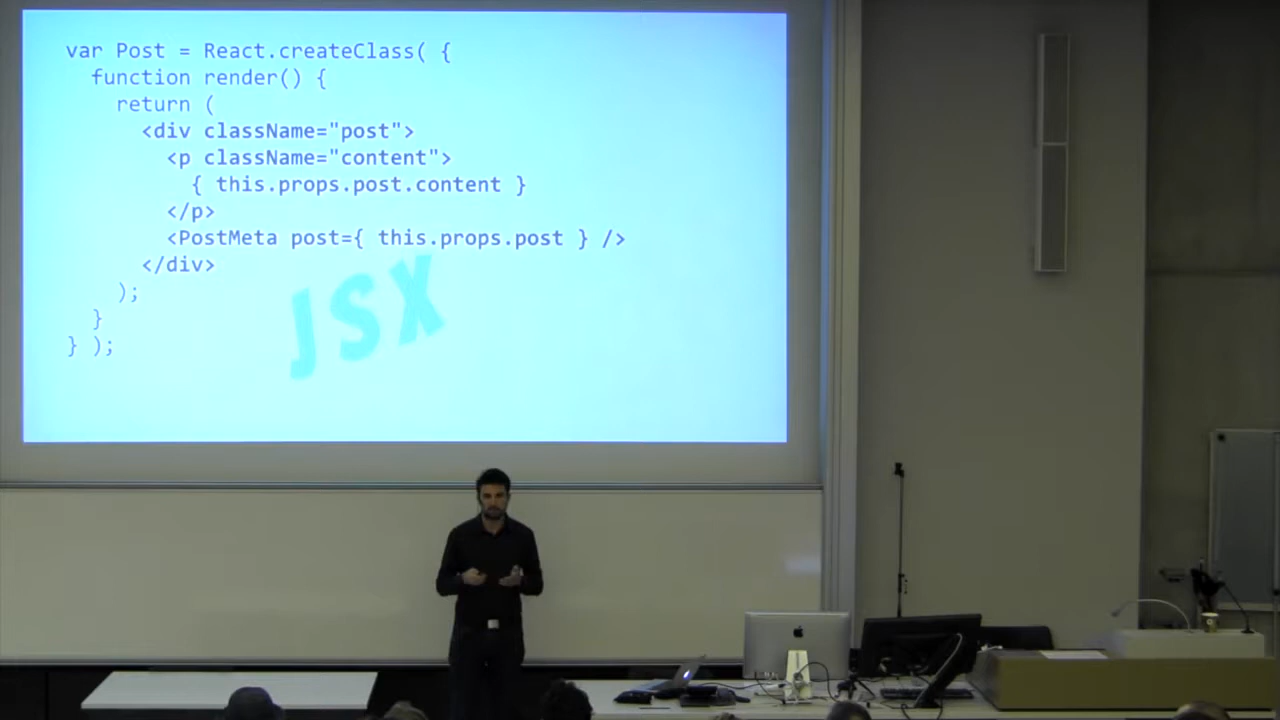 var Post = React.createClass( {
function render() {
return (
<div className="post">
<p className="content">
{ this.props.post.content }
</p>
<PostMeta post={ this.props.post } />
</div>
);
}
} );
JSX